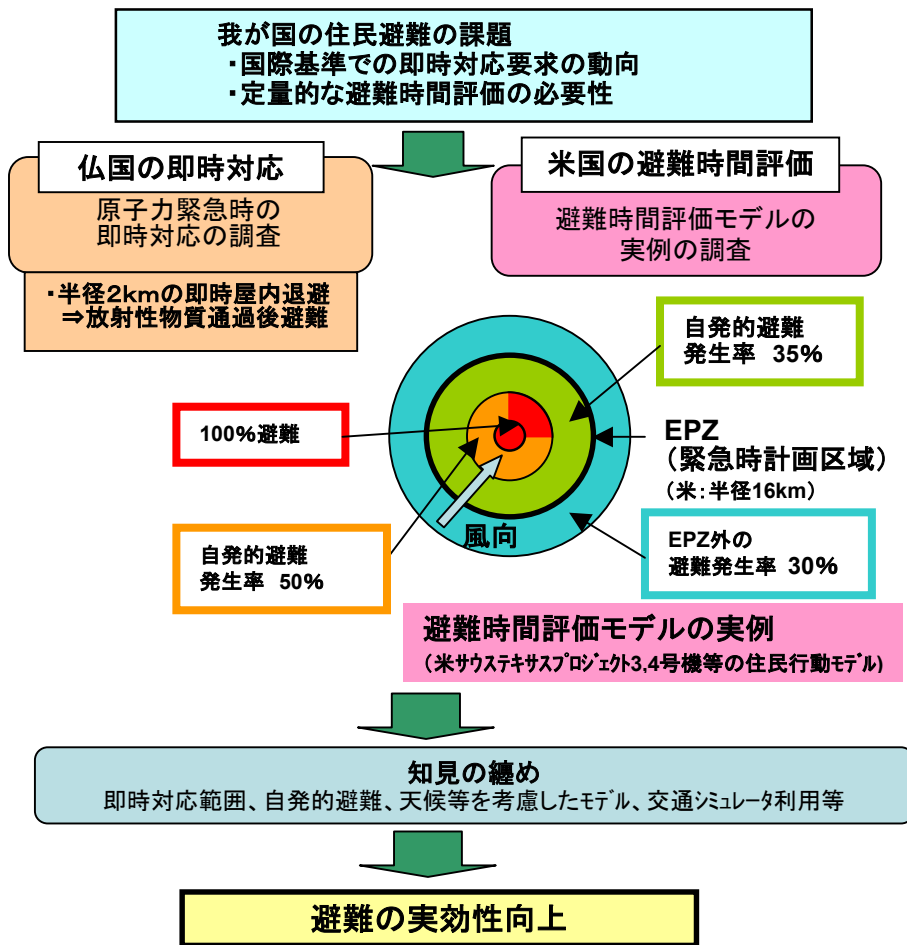 我が国の住民避難の課題
・国際基準での即時対応要求の動向
・定量的な避難時間評価の必要性
仏国の即時対応
原子力緊急時の
即時対応の調査
・半径2kmの即時屋内退避
⇒放射性物質通過後避難
米国の避難時間評価
避難時間評価モデルの
実例の調査
自発的避難
発生率 35%
100%避難
EPZ
（緊急時計画区域）
（米：半径16km）
風向
自発的避難
発生率 50%
EPZ外の
避難発生率 30%
避難時間評価モデルの実例
（米サウステキサスプロジェクト3,4号機等の住民行動モデル）
知見の纏め
即時対応範囲、自発的避難、天候等を考慮したモデル、交通シミュレータ利用等
避難の実効性向上